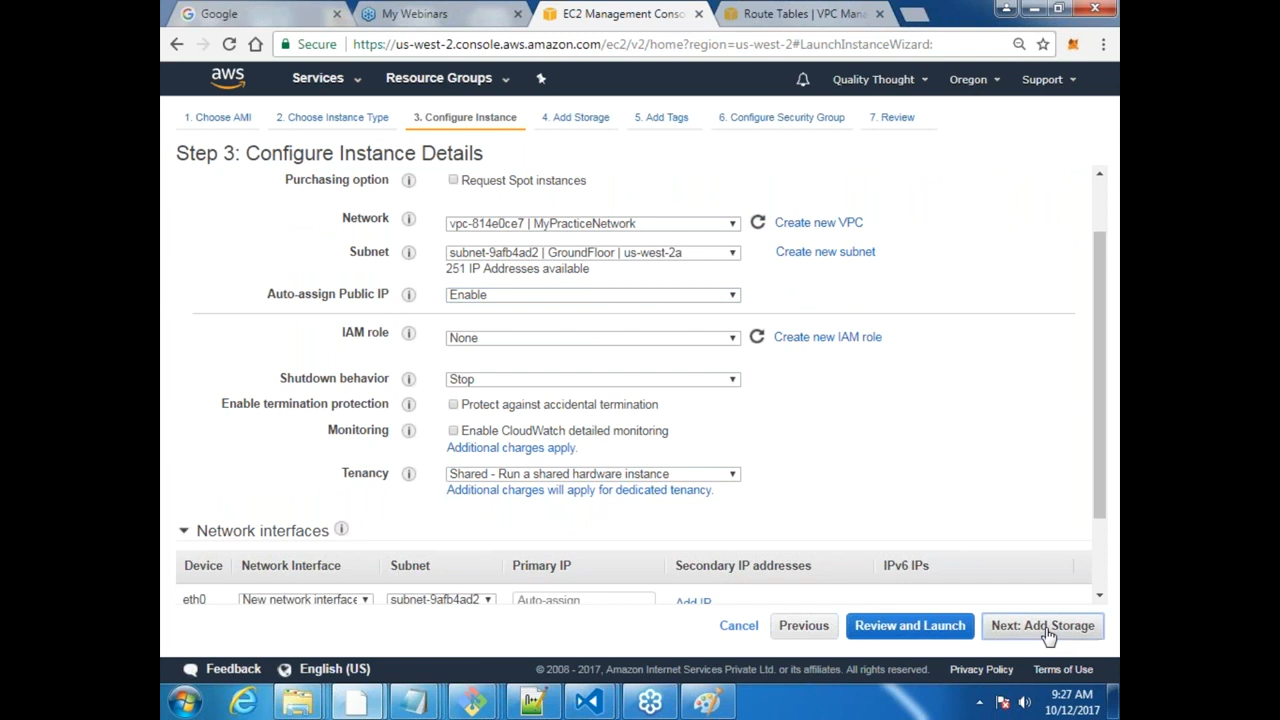 Google
My Webinars
EC2 Management Conso
Route Tables | VPC Man
Secure
https://us-west-2.console.aws.amazon.com/ec2/v2/home?region=us-west-2#LaunchInstanceWizard:
aws
Services
Resource Groups
Quality Thought
Oregon
Support
1. Choose AMI
2. Choose Instance Type
3. Configure Instance
4. Add Storage
5. Add Tags
6. Configure Security Group
7. Review
Step 3: Configure Instance Details
Purchasing option
Request Spot instances
Network
vpc-814e0ce7 | MyPracticeNetwork
Create new VPC
Subnet
subnet-9afb4ad2 | GroundFloor | us-west-2a
Create new subnet
251 IP Addresses available
Auto-assign Public IP
Enable
IAM role
None
Create new IAM role
Shutdown behavior
Stop
Enable termination protection
Protect against accidental termination
Monitoring
Enable CloudWatch detailed monitoring
Additional charges apply.
Tenancy
Shared - Run a shared hardware instance
Additional charges will apply for dedicated tenancy.
Network interfaces
Device
Network Interface
Subnet
Primary IP
Secondary IP addresses
IPv6 IPs
eth0
New network interface
subnet-9afb4ad2
Auto-assign
Add IP
Cancel
Previous
Review and Launch
Next: Add Storage
Feedback
English (US)
© 2008 - 2017, Amazon Internet Services Private Ltd. or its affiliates. All rights reserved.
Privacy Policy
Terms of Use
9:27 AM
10/12/2017